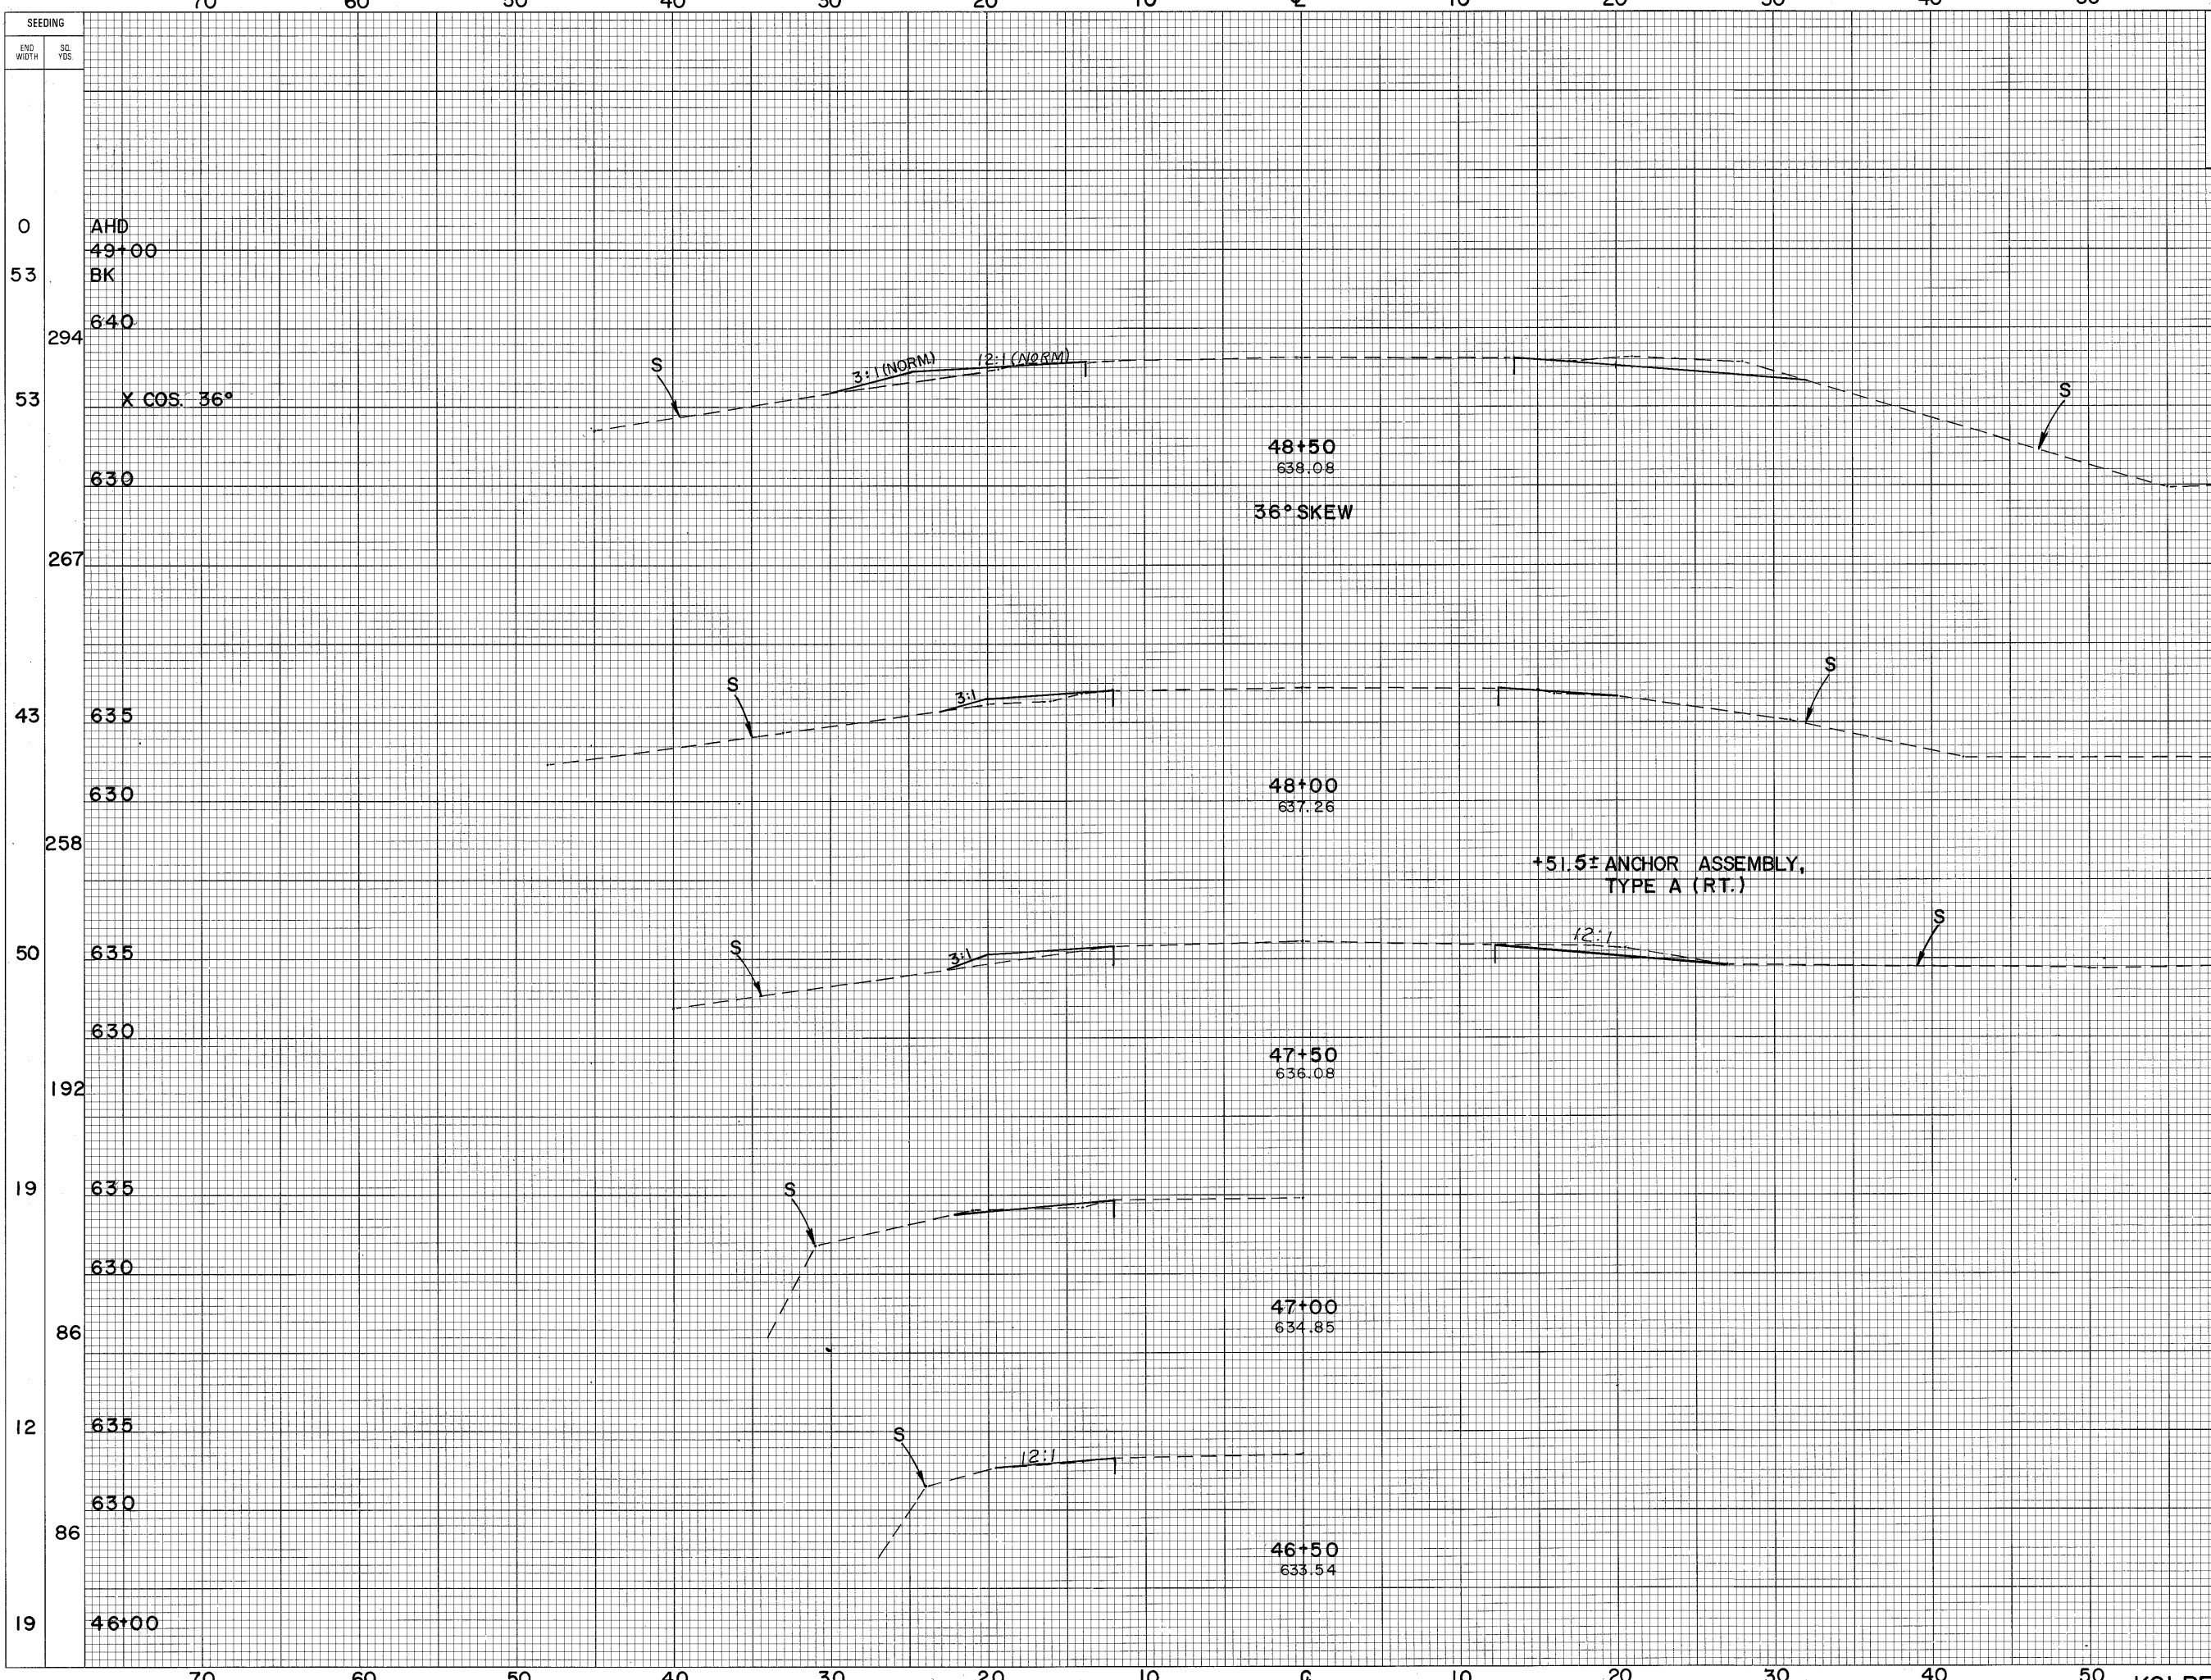 70 60 50 40 30 20 10 ℄ 10 20 30 40 50
SEEDING
END WIDTH
SQ. YDS.
0 AHD
49+00
53 BK
640
294
3:1 (NORM.) 12:1 (NORM)
S
53 X COS. 36°
S
48+50
638.08
630
36° SKEW
267
S
S
3:1
43 635
48+00
637.26
630
258
+51.5± ANCHOR ASSEMBLY,
TYPE A (RT.)
S
12:1
S
3:1
50 635
630
47+50
636.08
192
19 635
S
630
47+00
634.85
86
12 635
S
12:1
630
86
46+50
633.54
19 46+00
70 60 50 40 30 20 10 ℄ 10 20 30 40 50